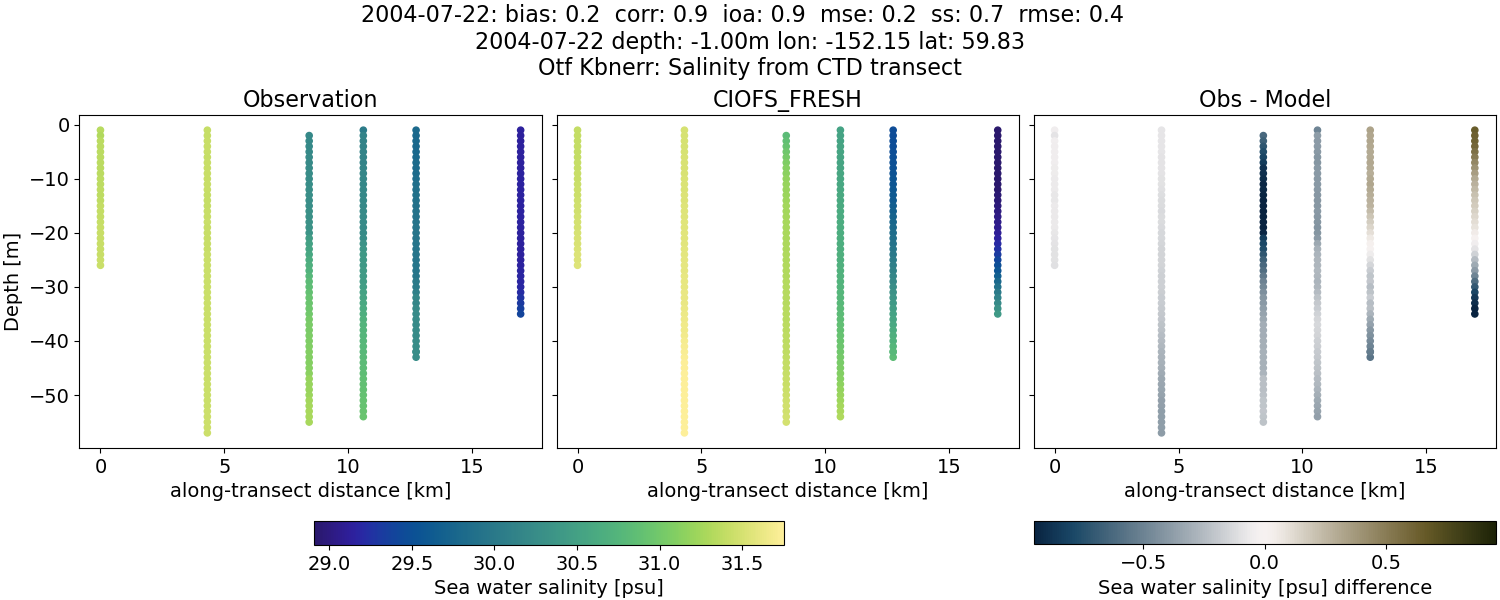 2004-07-22: bias: 0.2  corr: 0.9  ioa: 0.9  mse: 0.2  ss: 0.7  rmse: 0.4
2004-07-22 depth: -1.00m lon: -152.15 lat: 59.83
Otf Kbnerr: Salinity from CTD transect
Observation
CIOFS_FRESH
Obs - Model
Depth [m]
0
−10
−20
−30
−40
−50
0 5 10 15
0 5 10 15
0 5 10 15
along-transect distance [km]
along-transect distance [km]
along-transect distance [km]
29.0 29.5 30.0 30.5 31.0 31.5
Sea water salinity [psu]
−0.5 0.0 0.5
Sea water salinity [psu] difference